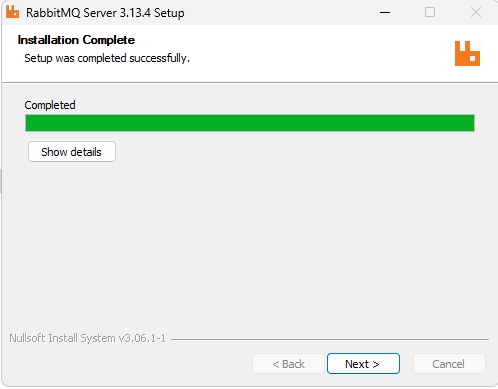 RabbitMQ Server 3.13.4 Setup
Installation Complete
Setup was completed successfully.
Completed
Show details
Nullsoft Install System v3.06.1-1
< Back
Next >
Cancel